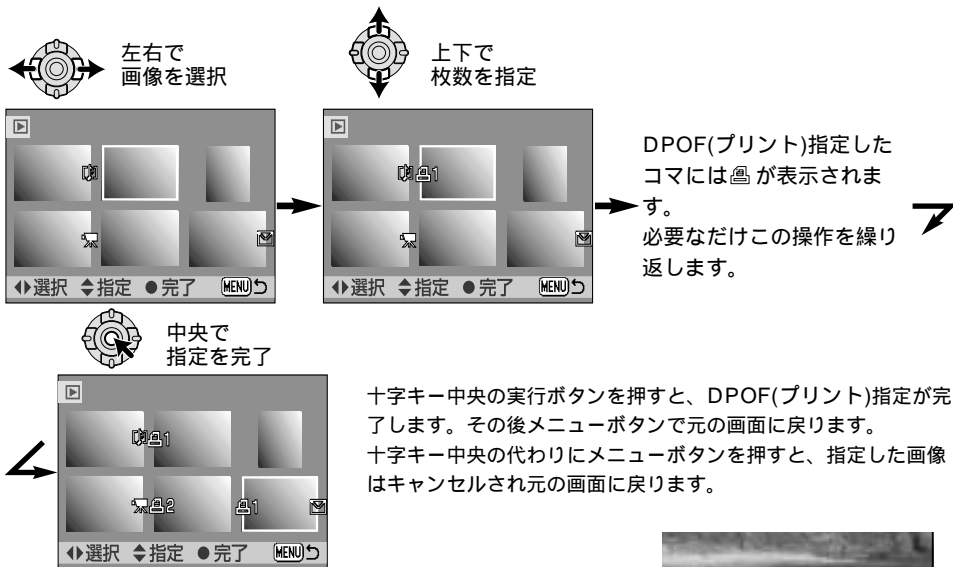 左右で
画像を選択
上下で
枚数を指定
1
選択 指定 ●完了 MENU
選択 指定 ●完了 MENU
DPOF(プリント)指定した
コマには が表示されま
す。
必要なだけこの操作を繰り
返します。
中央で
指定を完了
1
2 1
選択 指定 ●完了 MENU
十字キー中央の実行ボタンを押すと、DPOF(プリント)指定が完
了します。その後メニューボタンで元の画面に戻ります。
十字キー中央の代わりにメニューボタンを押すと、指定した画像
はキャンセルされ元の画面に戻ります。